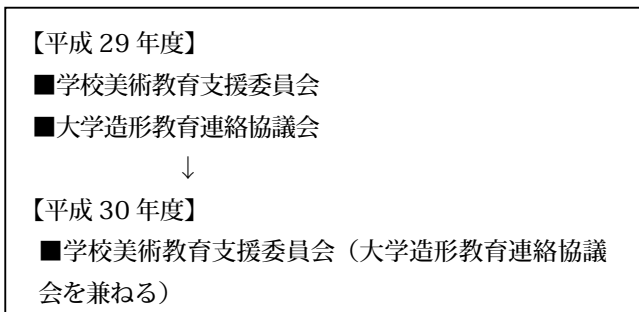 【平成 29 年度】
■学校美術教育支援委員会
■大学造形教育連絡協議会
↓
【平成 30 年度】
■学校美術教育支援委員会（大学造形教育連絡協議
会を兼ねる）